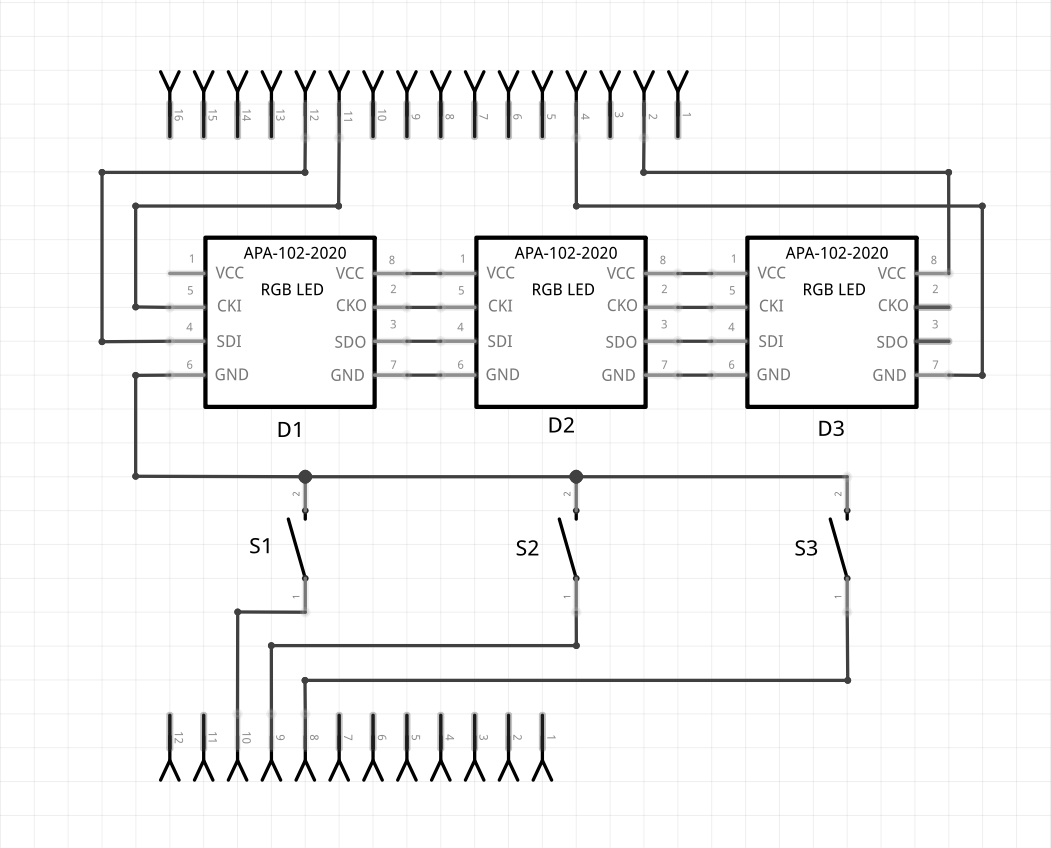 16 15 14 13 12 11 10 9 8 7 6 5 4 3 2 1
APA-102-2020 APA-102-2020 APA-102-2020
1 VCC VCC 8 1 VCC VCC 8 1 VCC VCC 8
RGB LED RGB LED RGB LED
5 CKI CKO 2 5 CKI CKO 2 5 CKI CKO 2
4 SDI SDO 3 4 SDI SDO 3 4 SDI SDO 3
6 GND GND 7 6 GND GND 7 6 GND GND 7
D1 D2 D3
2 2 2
S1 S2 S3
1 1 1
12 11 10 9 8 7 6 5 4 3 2 1